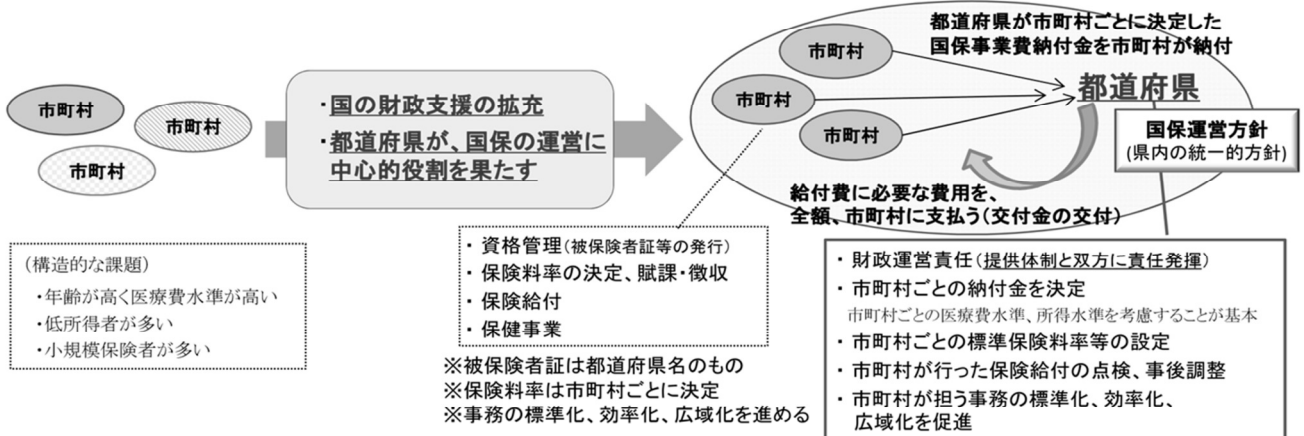 市町村
市町村
市町村
・国の財政支援の拡充
・都道府県が、国保の運営に
中心的役割を果たす
都道府県が市町村ごとに決定した
国保事業費納付金を市町村が納付
市町村
市町村
市町村
都道府県
国保運営方針
(県内の統一的方針)
給付費に必要な費用を、
全額、市町村に支払う(交付金の交付)
(構造的な課題)
・年齢が高く医療費水準が高い
・低所得者が多い
・小規模保険者が多い
・ 資格管理(被保険者証等の発行)
・ 保険料率の決定、賦課・徴収
・ 保険給付
・ 保健事業
※被保険者証は都道府県名のもの
※保険料率は市町村ごとに決定
※事務の標準化、効率化、広域化を進める
・ 財政運営責任(提供体制と双方に責任発揮)
・ 市町村ごとの納付金を決定
市町村ごとの医療費水準、所得水準を考慮することが基本
・ 市町村ごとの標準保険料率等の設定
・ 市町村が行った保険給付の点検、事後調整
・ 市町村が担う事務の標準化、効率化、
広域化を促進